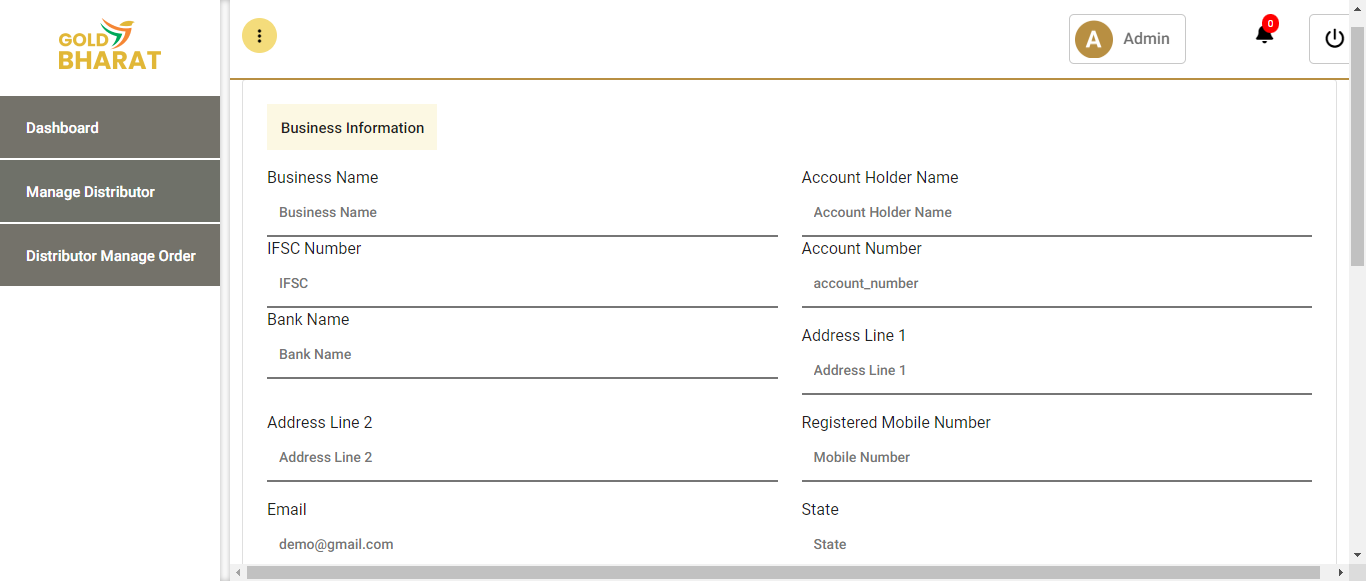 GOLD
BHARAT
A Admin
0
Dashboard
Manage Distributor
Distributor Manage Order
Business Information
Business Name
Business Name
Account Holder Name
Account Holder Name
IFSC Number
IFSC
Account Number
account_number
Bank Name
Bank Name
Address Line 1
Address Line 1
Address Line 2
Address Line 2
Registered Mobile Number
Mobile Number
Email
demo@gmail.com
State
State